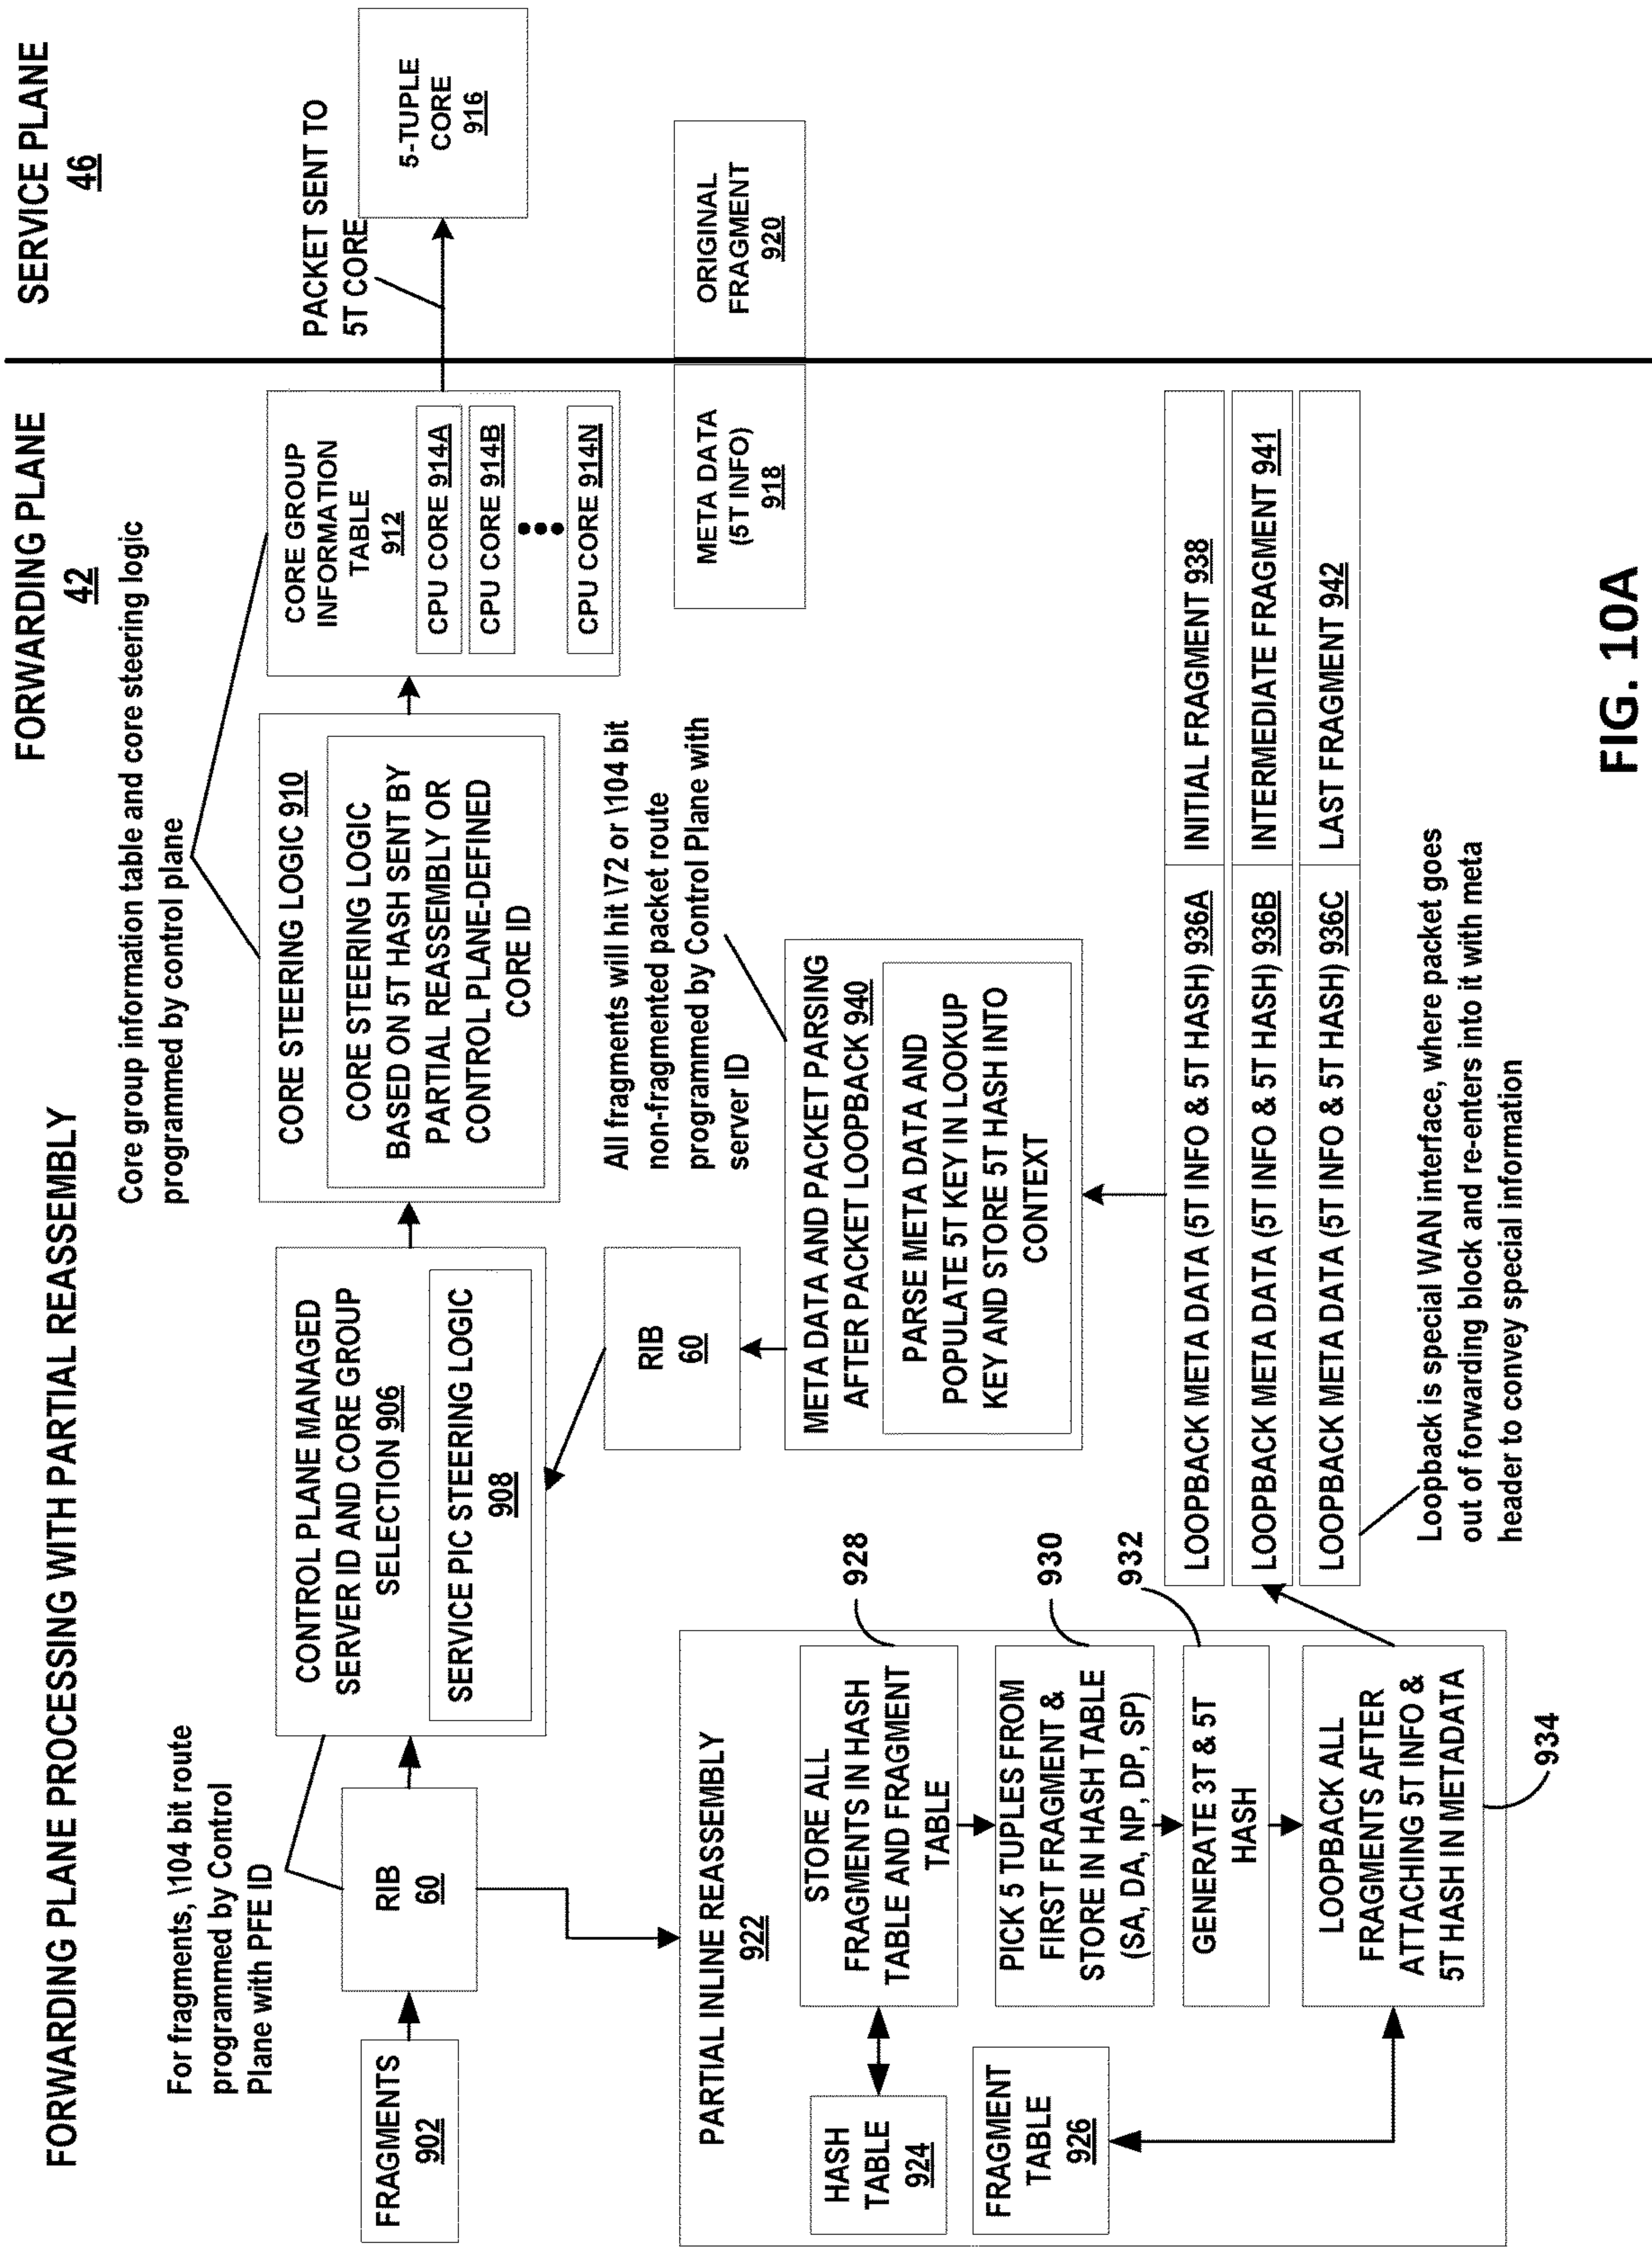 FORWARDING PLANE PROCESSING WITH PARTIAL REASSEMBLY
FORWARDING PLANE
42
SERVICE PLANE
46
For fragments, \104 bit route
programmed by Control
Plane with PFE ID
Core group information table and core steering logic
programmed by control plane
FRAGMENTS
902
RIB
60
CONTROL PLANE MANAGED
SERVER ID AND CORE GROUP
SELECTION 906
SERVICE PIC STEERING LOGIC
908
CORE STEERING LOGIC 910
CORE STEERING LOGIC
BASED ON 5T HASH SENT BY
PARTIAL REASSEMBLY OR
CONTROL PLANE-DEFINED
CORE ID
CORE GROUP
INFORMATION
TABLE
912
CPU CORE 914A
CPU CORE 914B
CPU CORE 914N
PACKET SENT TO
5T CORE
5-TUPLE
CORE
916
META DATA
(5T INFO)
918
ORIGINAL
FRAGMENT
920
RIB
60
All fragments will hit \72 or \104 bit
non-fragmented packet route
programmed by Control Plane with
server ID
META DATA AND PACKET PARSING
AFTER PACKET LOOPBACK 940
PARSE META DATA AND
POPULATE 5T KEY IN LOOKUP
KEY AND STORE 5T HASH INTO
CONTEXT
PARTIAL INLINE REASSEMBLY
922
HASH
TABLE
924
FRAGMENT
TABLE
926
STORE ALL
FRAGMENTS IN HASH
TABLE AND FRAGMENT
TABLE
928
PICK 5 TUPLES FROM
FIRST FRAGMENT &
STORE IN HASH TABLE
(SA, DA, NP, DP, SP)
930
GENERATE 3T & 5T
HASH
932
LOOPBACK ALL
FRAGMENTS AFTER
ATTACHING 5T INFO &
5T HASH IN METADATA
934
LOOPBACK META DATA (5T INFO & 5T HASH) 936A
INITIAL FRAGMENT 938
LOOPBACK META DATA (5T INFO & 5T HASH) 936B
INTERMEDIATE FRAGMENT 941
LOOPBACK META DATA (5T INFO & 5T HASH) 936C
LAST FRAGMENT 942
Loopback is special WAN interface, where packet goes
out of forwarding block and re-enters into it with meta
header to convey special information
FIG. 10A